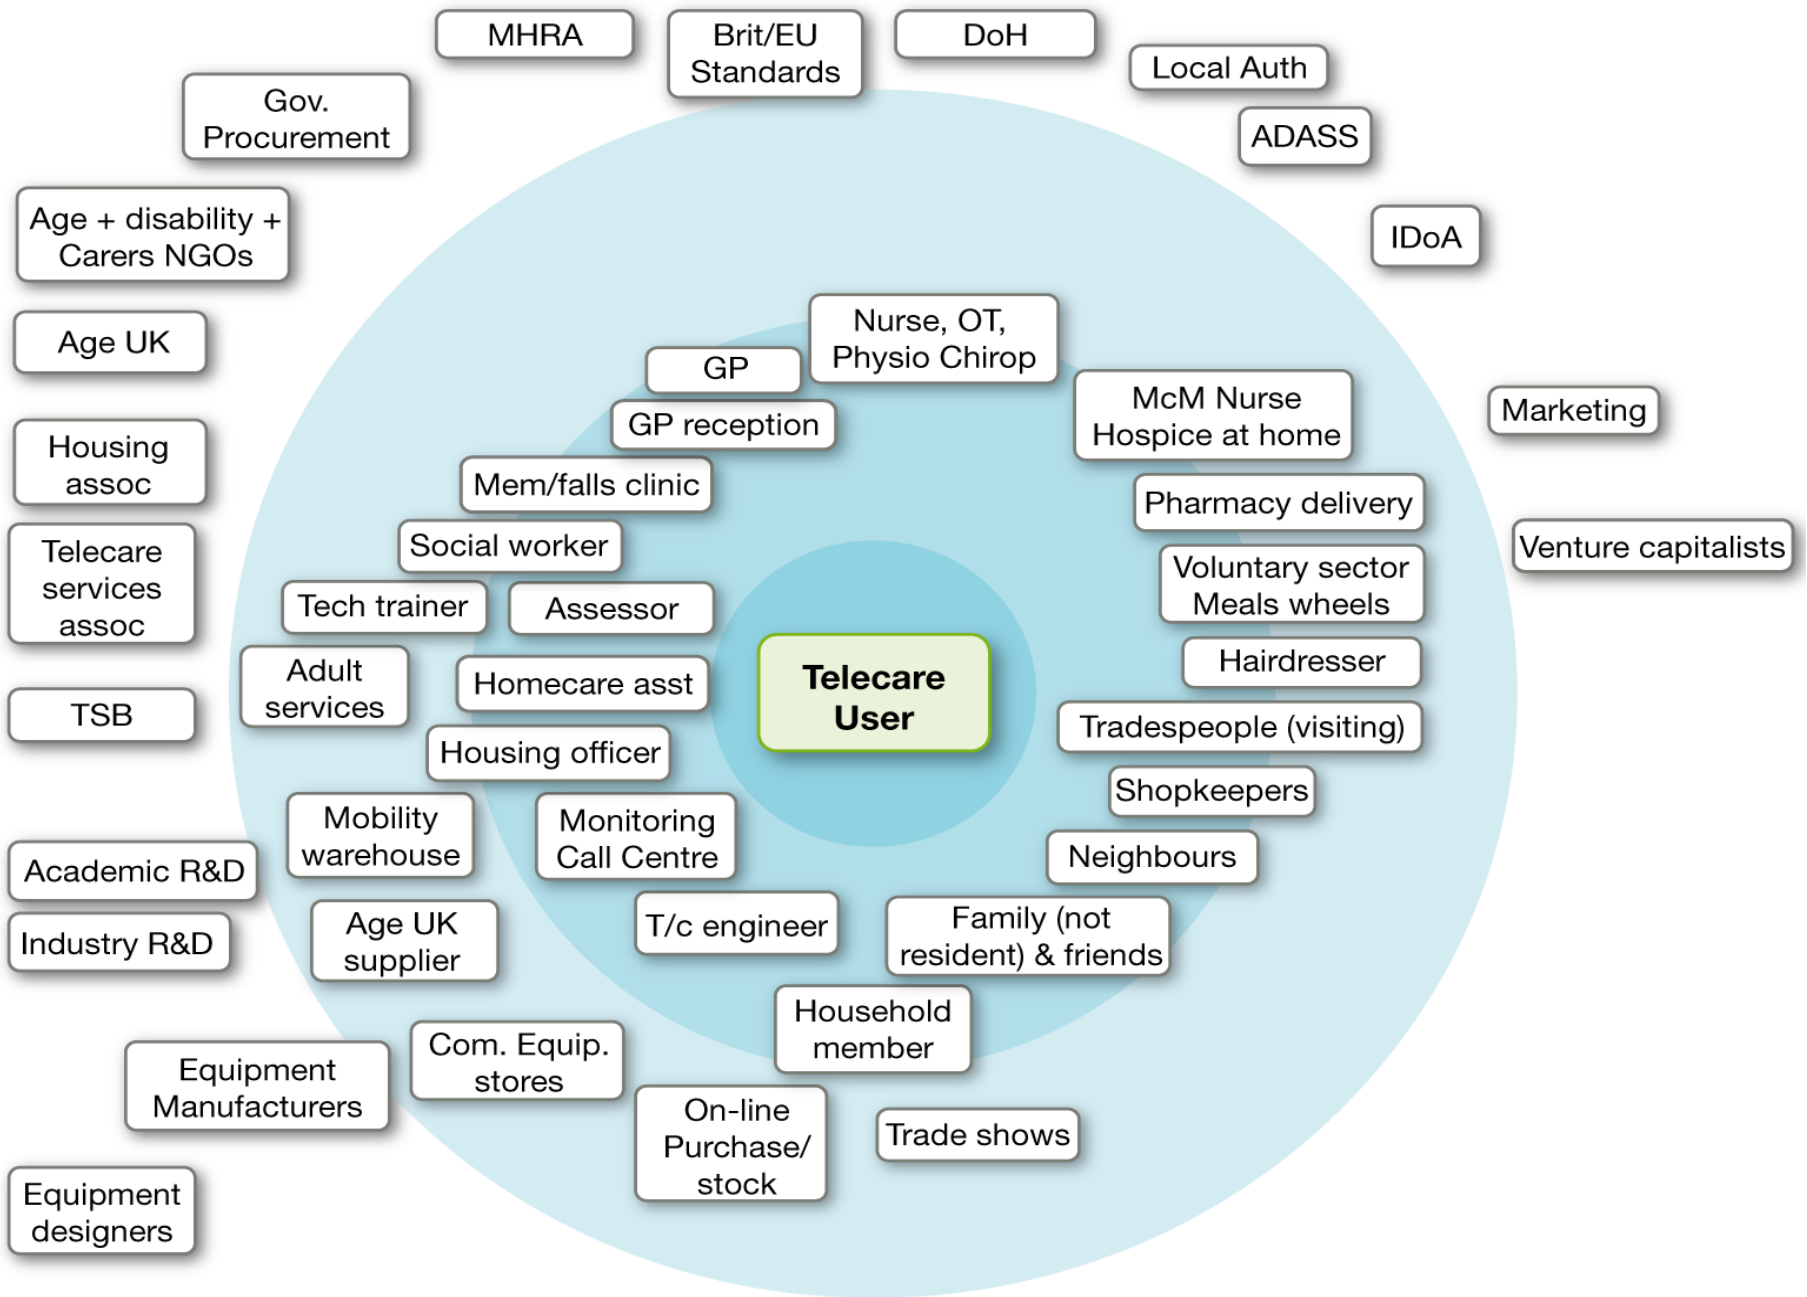 MHRA
Brit/EU
Standards
DoH
Local Auth
Gov.
Procurement
ADASS
Age + disability +
Carers NGOs
IDoA
Age UK
Nurse, OT,
Physio Chirop
GP
McM Nurse
Hospice at home
Marketing
GP reception
Housing
assoc
Mem/falls clinic
Pharmacy delivery
Telecare
services
assoc
Social worker
Venture capitalists
Voluntary sector
Meals wheels
Tech trainer
Assessor
Hairdresser
Adult
services
Homecare asst
Telecare
User
TSB
Tradespeople (visiting)
Housing officer
Shopkeepers
Mobility
warehouse
Monitoring
Call Centre
Neighbours
Academic R&D
Industry R&D
Age UK
supplier
T/c engineer
Family (not
resident) & friends
Household
member
Com. Equip.
stores
Equipment
Manufacturers
On-line
Purchase/
stock
Trade shows
Equipment
designers